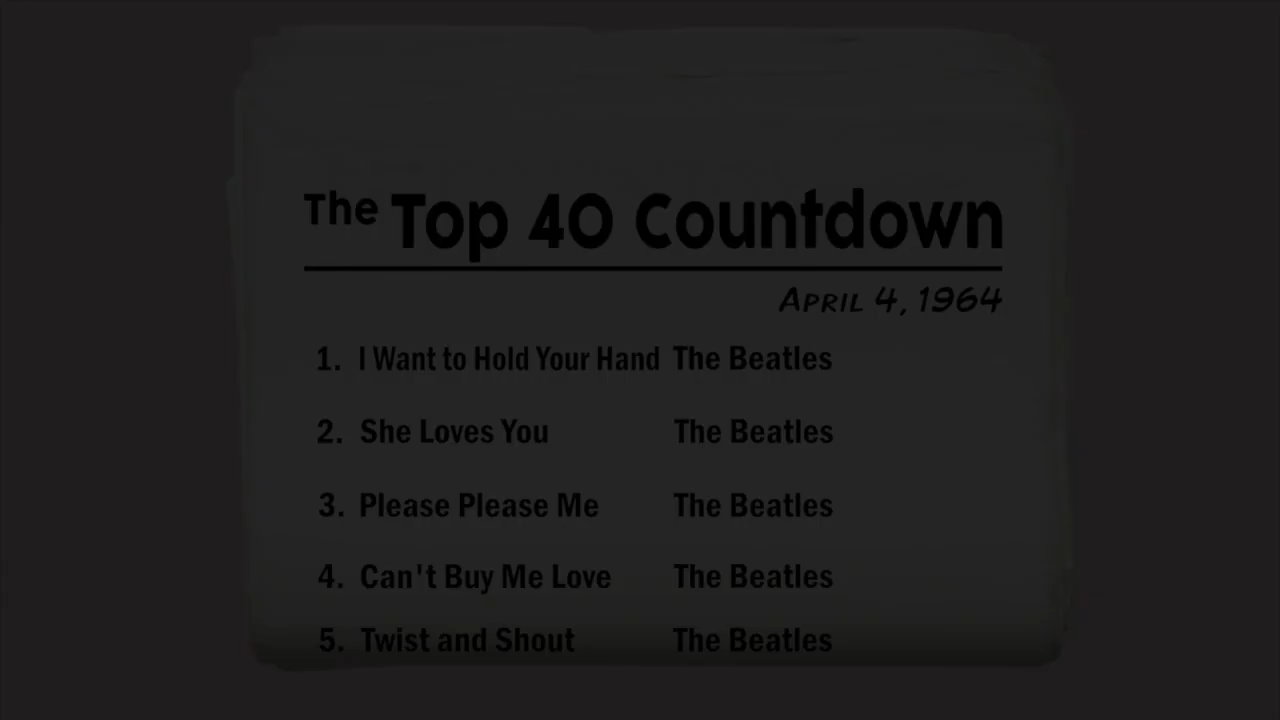 The Top 40 Countdown
April 4, 1964
1. I Want to Hold Your Hand The Beatles
2. She Loves You The Beatles
3. Please Please Me The Beatles
4. Can't Buy Me Love The Beatles
5. Twist and Shout The Beatles